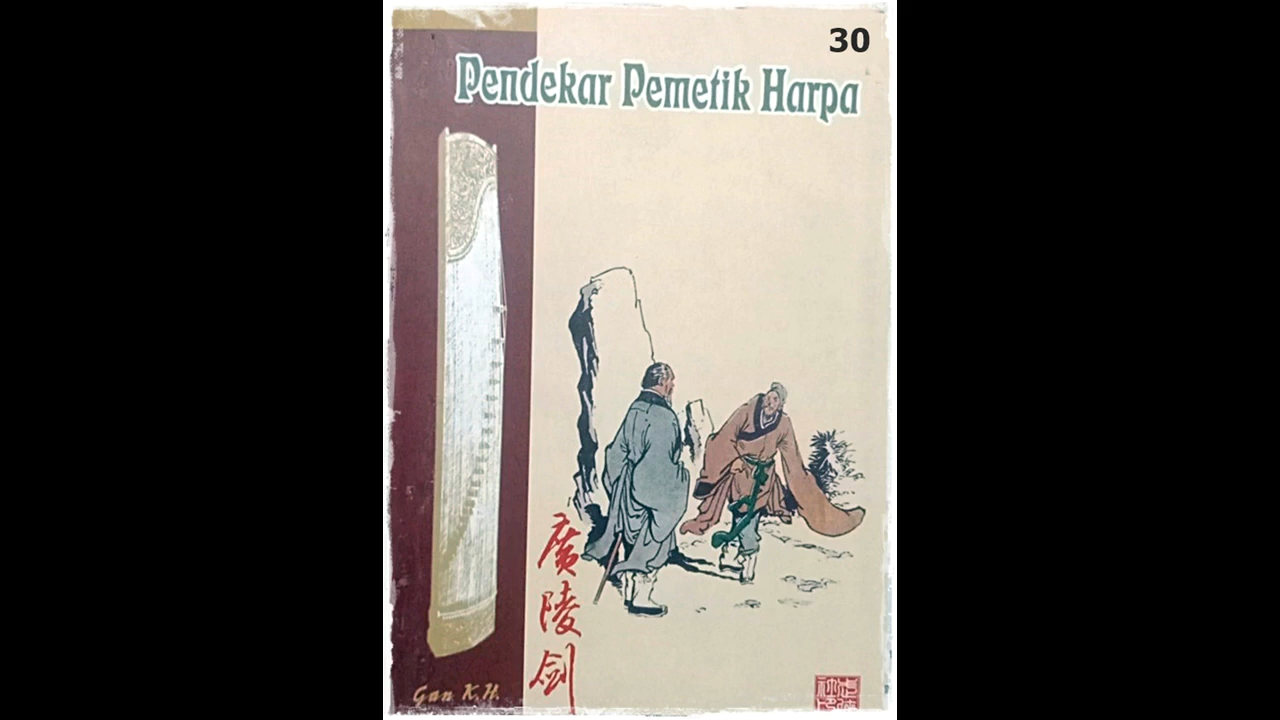 30
Pendekar Pemetik Harpa
廣
陵
劍
Gan K.H.